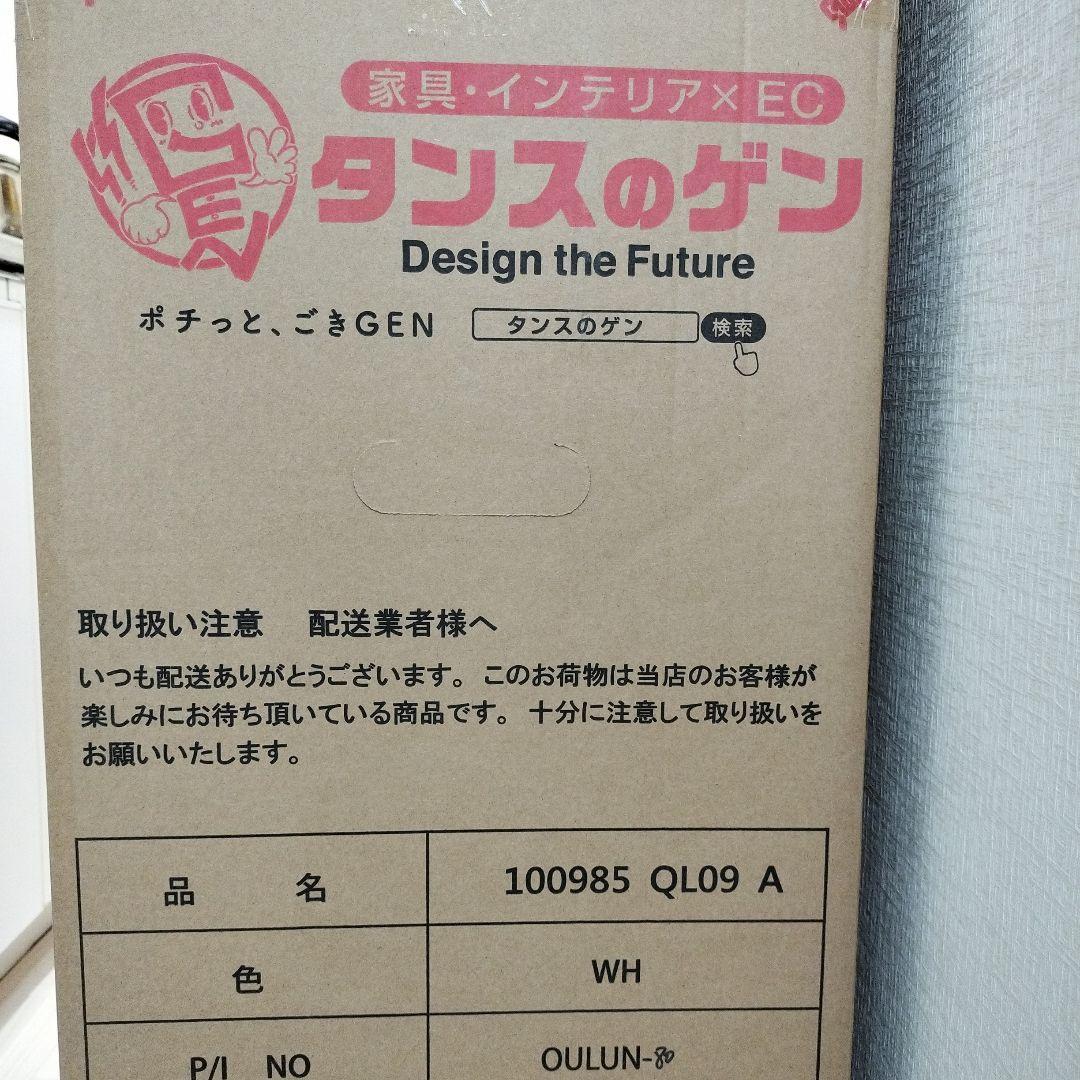 家具・インテリア×EC
タンスのゲン
Design the Future
ポチっと、ごきGEN タンスのゲン 検索
取り扱い注意 配送業者様へ
いつも配送ありがとうございます。このお荷物は当店のお客様が
楽しみにお待ち頂いている商品です。十分に注意して取り扱いを
お願いいたします。
品 名 100985 QL09 A
色 WH
P/I NO OULUN-80